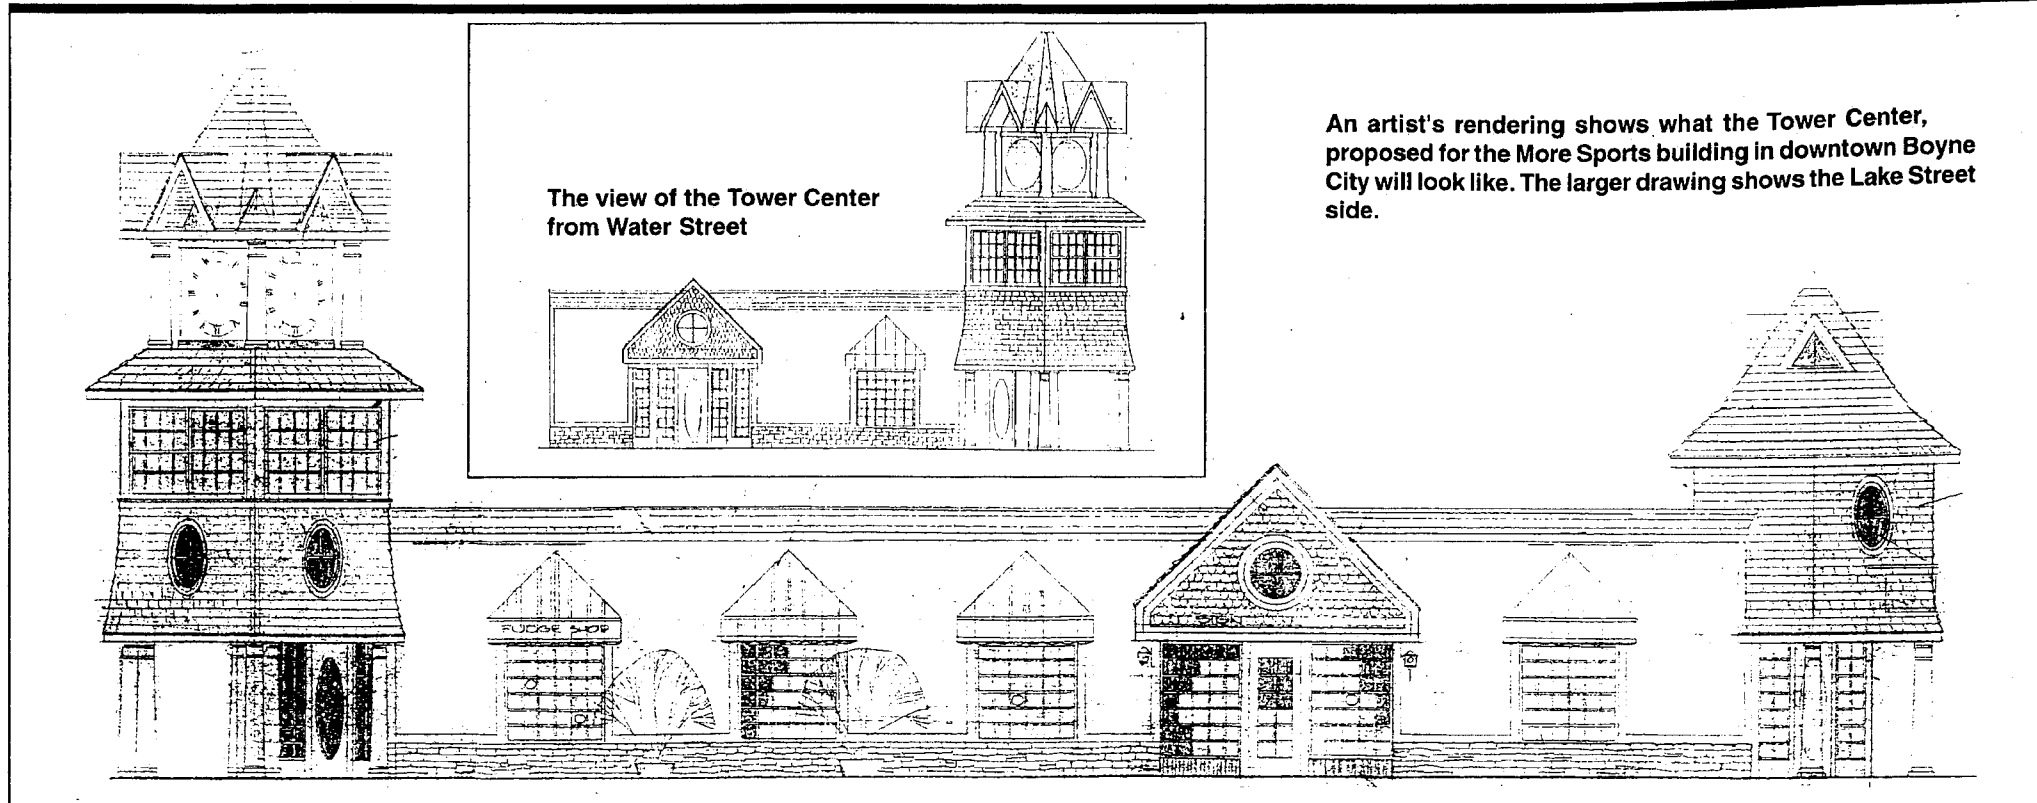 The view of the Tower Center
from Water Street
An artist's rendering shows what the Tower Center,
proposed for the More Sports building in downtown Boyne
City will look like. The larger drawing shows the Lake Street
side.
FUDGE SHOP
SIGN